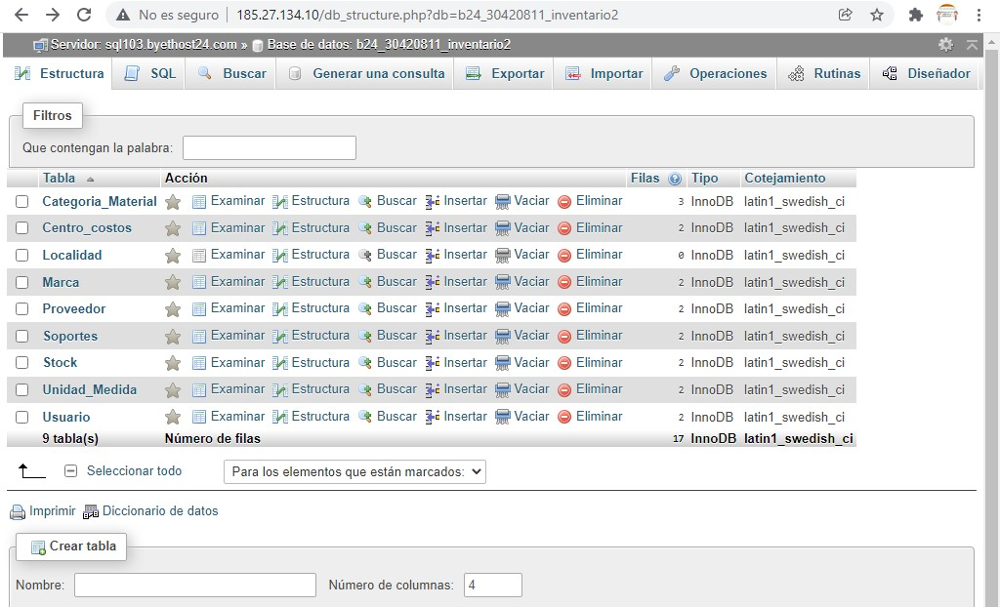 No es seguro 185.27.134.10/db_structure.php?db=b24_30420811_inventario2
Servidor: sql103.byethost24.com » Base de datos: b24_30420811_inventario2
Estructura SQL Buscar Generar una consulta Exportar Importar Operaciones Rutinas Diseñador
Filtros
Que contengan la palabra:
Tabla Acción Filas Tipo Cotejamiento
Categoria_Material Examinar Estructura Buscar Insertar Vaciar Eliminar 3 InnoDB latin1_swedish_ci
Centro_costos Examinar Estructura Buscar Insertar Vaciar Eliminar 2 InnoDB latin1_swedish_ci
Localidad Examinar Estructura Buscar Insertar Vaciar Eliminar 0 InnoDB latin1_swedish_ci
Marca Examinar Estructura Buscar Insertar Vaciar Eliminar 2 InnoDB latin1_swedish_ci
Proveedor Examinar Estructura Buscar Insertar Vaciar Eliminar 2 InnoDB latin1_swedish_ci
Soportes Examinar Estructura Buscar Insertar Vaciar Eliminar 2 InnoDB latin1_swedish_ci
Stock Examinar Estructura Buscar Insertar Vaciar Eliminar 2 InnoDB latin1_swedish_ci
Unidad_Medida Examinar Estructura Buscar Insertar Vaciar Eliminar 2 InnoDB latin1_swedish_ci
Usuario Examinar Estructura Buscar Insertar Vaciar Eliminar 2 InnoDB latin1_swedish_ci
9 tabla(s) Número de filas 17 InnoDB latin1_swedish_ci
Seleccionar todo Para los elementos que están marcados:
Imprimir Diccionario de datos
Crear tabla
Nombre: Número de columnas: 4